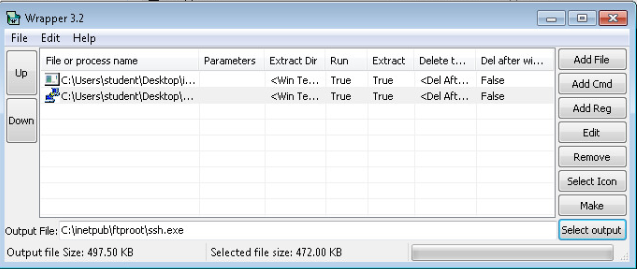 Wrapper 3.2
File Edit Help
Up
Down
File or process name Parameters Extract Dir Run Extract Delete t... Del after wi...
C:\Users\student\Desktop\i... <Win Te... True True <Del Aft... False
C:\Users\student\Desktop\... <Win Te... True True <Del Aft... False
Add File
Add Cmd
Add Reg
Edit
Remove
Select Icon
Make
Select output
Output File: C:\inetpub\ftproot\ssh.exe
Output file Size: 497.50 KB Selected file size: 472.00 KB